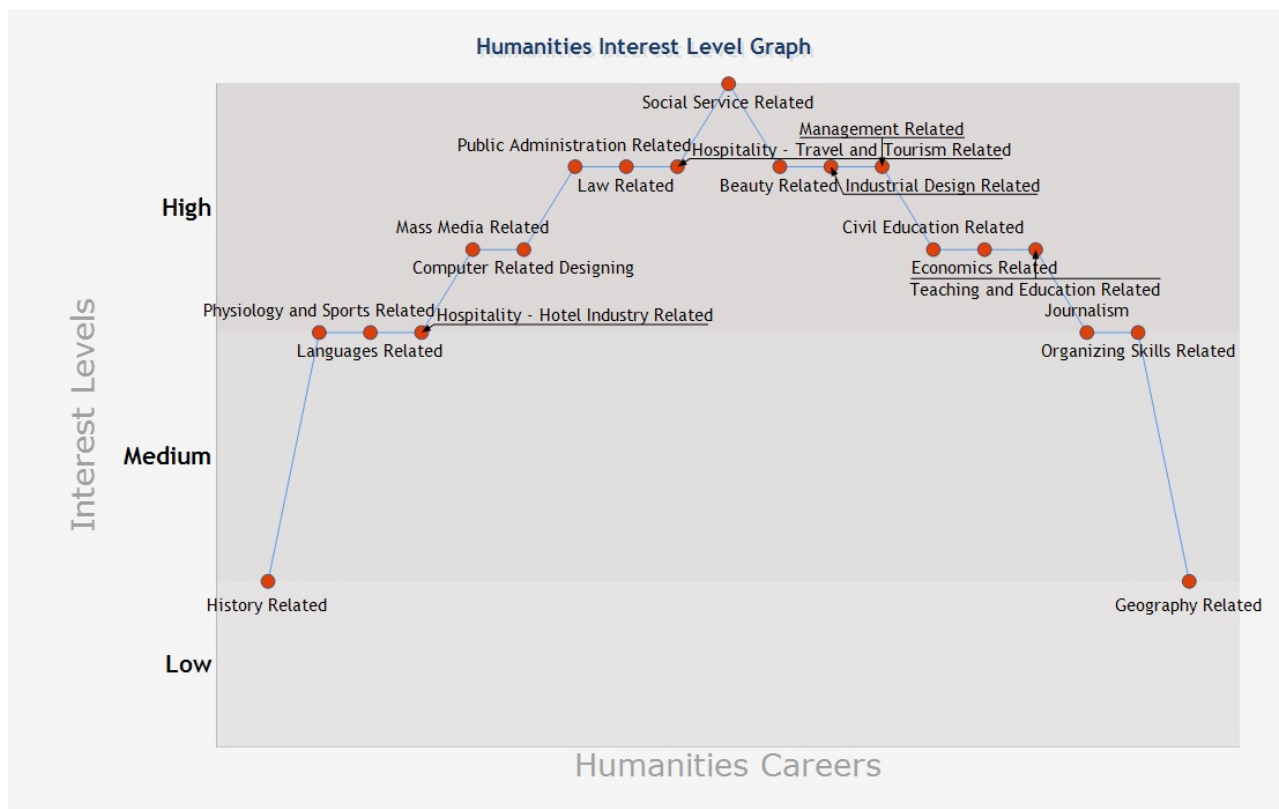 Humanities Interest Level Graph
Social Service Related
Management Related
Public Administration Related
Hospitality - Travel and Tourism Related
Law Related
Beauty Related
Industrial Design Related
High
Mass Media Related
Civil Education Related
Computer Related Designing
Economics Related
Teaching and Education Related
Physiology and Sports Related
Hospitality - Hotel Industry Related
Journalism
Languages Related
Organizing Skills Related
Interest Levels
Medium
History Related
Geography Related
Low
Humanities Careers